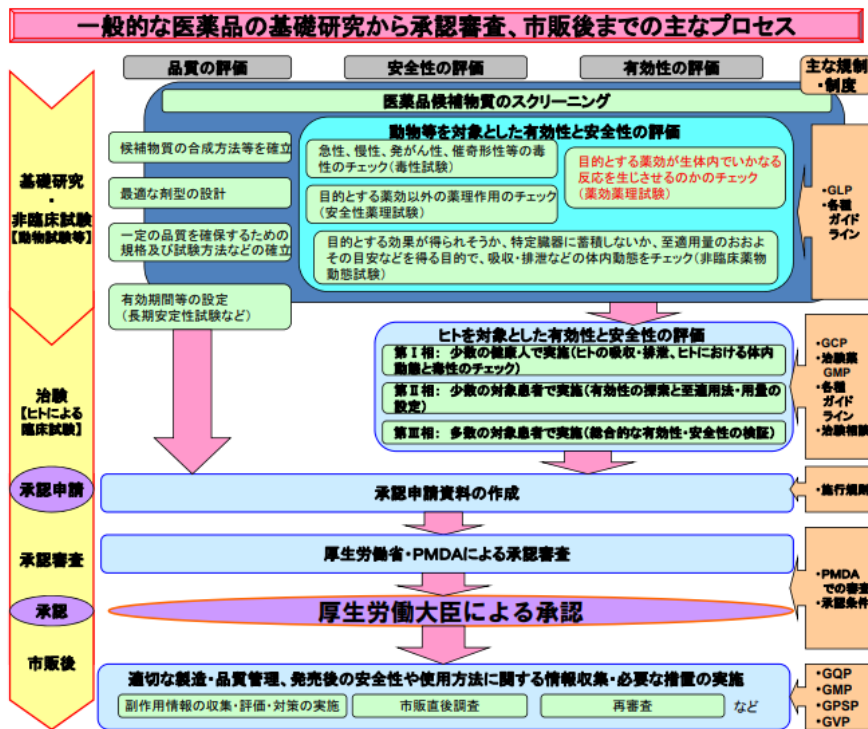 一般的な医薬品の基礎研究から承認審査、市販後までの主なプロセス
品質の評価
安全性の評価
有効性の評価
主な規制
・制度
医薬品候補物質のスクリーニング
基礎研究
・
非臨床試験
【動物試験等】
候補物質の合成方法等を確立
最適な剤型の設計
一定の品質を確保するための
規格及び試験方法などの確立
有効期間等の設定
(長期安定性試験など)
動物等を対象とした有効性と安全性の評価
急性、慢性、発がん性、催奇形性等の毒
性のチェック(毒性試験)
目的とする薬効以外の薬理作用のチェック
(安全性薬理試験)
目的とする薬効が生体内でいかなる
反応を生じさせるのかのチェック
(薬効薬理試験)
目的とする効果が得られそうか、特定臓器に蓄積しないか、至適用量のおおよ
その目安などを得る目的で、吸収・排泄などの体内動態をチェック(非臨床薬物
動態試験)
・GLP
・各種
ガイド
ライン
治験
【ヒトによる
臨床試験】
ヒトを対象とした有効性と安全性の評価
第Ⅰ相: 少数の健康人で実施(ヒトの吸収・排泄、ヒトにおける体内
動態と毒性のチェック)
第Ⅱ相: 少数の対象患者で実施(有効性の探索と至適用法・用量の
設定)
第Ⅲ相: 多数の対象患者で実施(総合的な有効性・安全性の検証)
・GCP
・治験薬
GMP
・各種
ガイド
ライン
・治験相談
承認申請
承認申請資料の作成
・施行規則
承認審査
厚生労働省・PMDAによる承認審査
承認
厚生労働大臣による承認
・PMDA
での審査
・承認条件
市販後
適切な製造・品質管理、発売後の安全性や使用方法に関する情報収集・必要な措置の実施
副作用情報の収集・評価・対策の実施
市販直後調査
再審査
など
・GQP
・GMP
・GPSP
・GVP